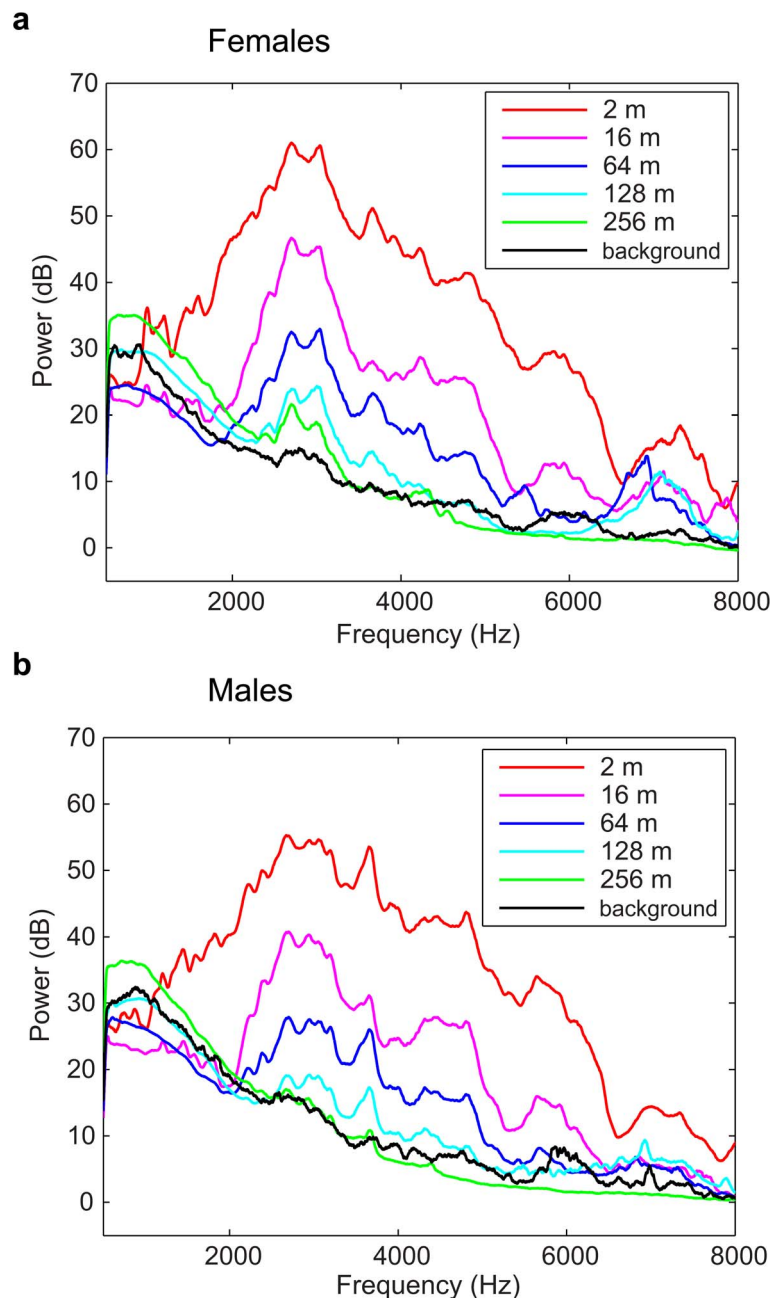 a
Females
70
60
50
40
30
20
10
0
Power (dB)
2 m
16 m
64 m
128 m
256 m
background
2000 4000 6000 8000
Frequency (Hz)
b
Males
70
60
50
40
30
20
10
0
Power (dB)
2 m
16 m
64 m
128 m
256 m
background
2000 4000 6000 8000
Frequency (Hz)